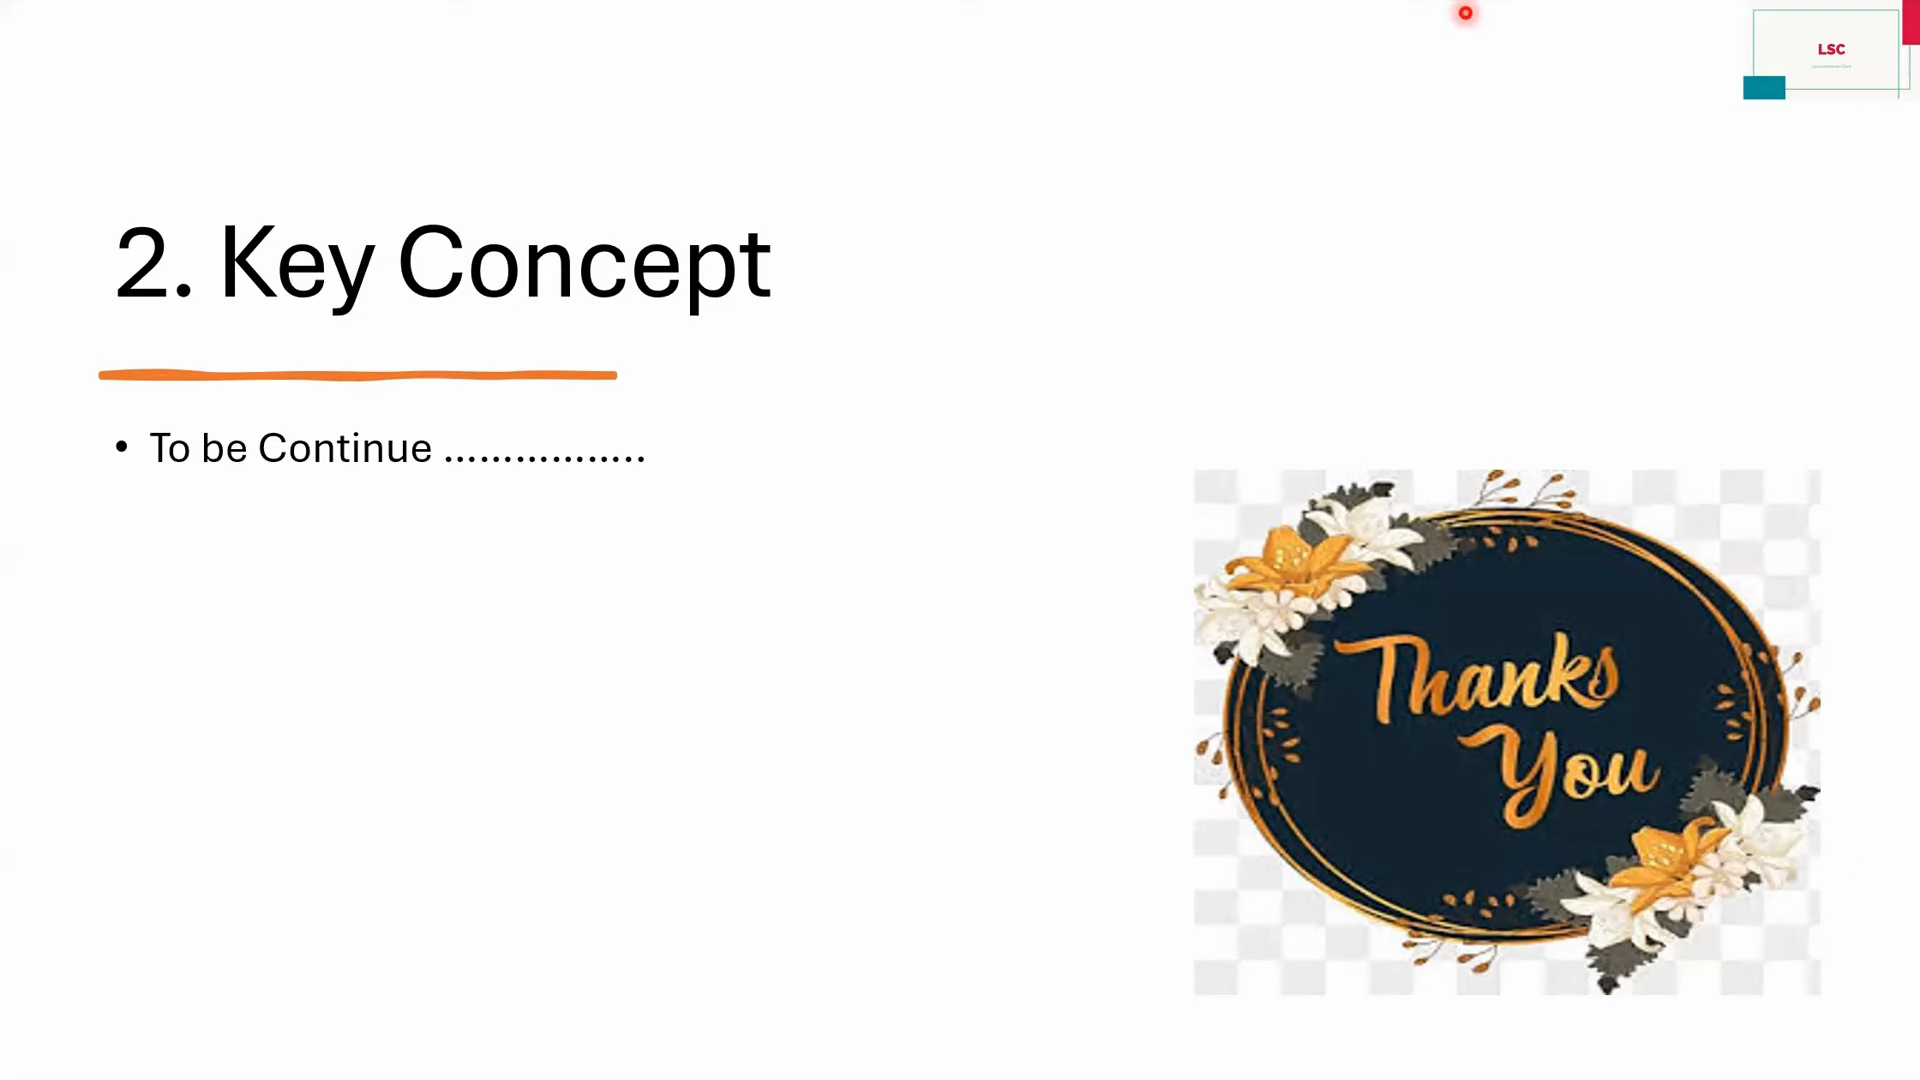 LSC
2. Key Concept
• To be Continue ……………..
Thanks
You